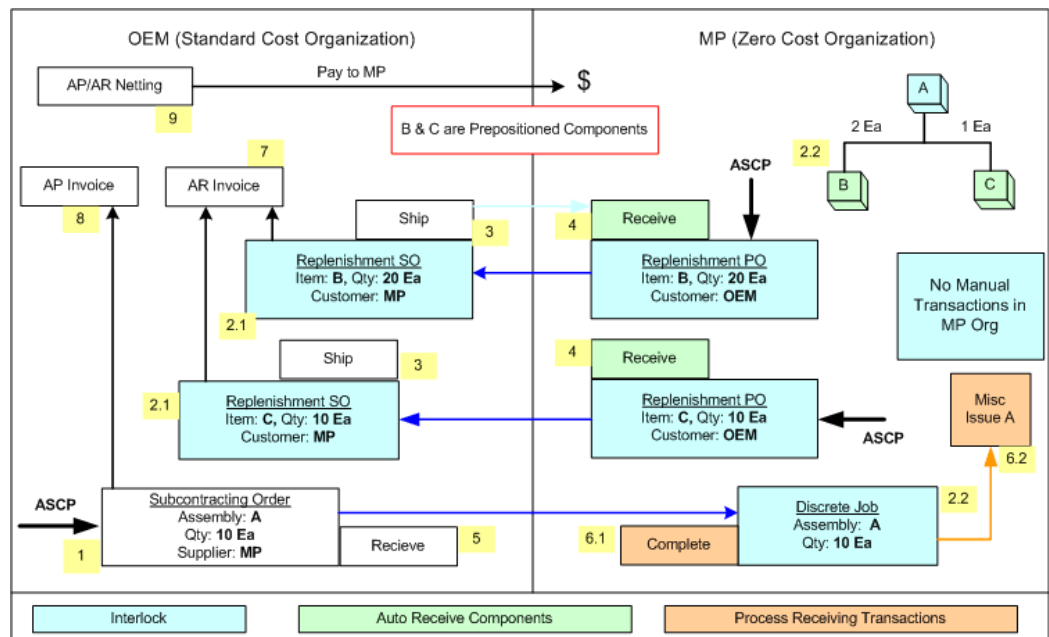 OEM (Standard Cost Organization)
MP (Zero Cost Organization)
AP/AR Netting
Pay to MP
$
9
B & C are Prepositioned Components
A
2 Ea
1 Ea
2.2
B
C
7
AP Invoice
AR Invoice
8
ASCP
Ship
3
4
Receive
Replenishment SO
Item: B, Qty: 20 Ea
Customer: MP
2.1
Replenishment PO
Item: B, Qty: 20 Ea
Customer: OEM
No Manual
Transactions in
MP Org
Ship
3
4
Receive
2.1
Replenishment SO
Item: C, Qty: 10 Ea
Customer: MP
Replenishment PO
Item: C, Qty: 10 Ea
Customer: OEM
ASCP
Misc
Issue A
6.2
ASCP
1
Subcontracting Order
Assembly: A
Qty: 10 Ea
Supplier: MP
Recieve
5
6.1
Complete
Discrete Job
Assembly: A
Qty: 10 Ea
2.2
Interlock
Auto Receive Components
Process Receiving Transactions